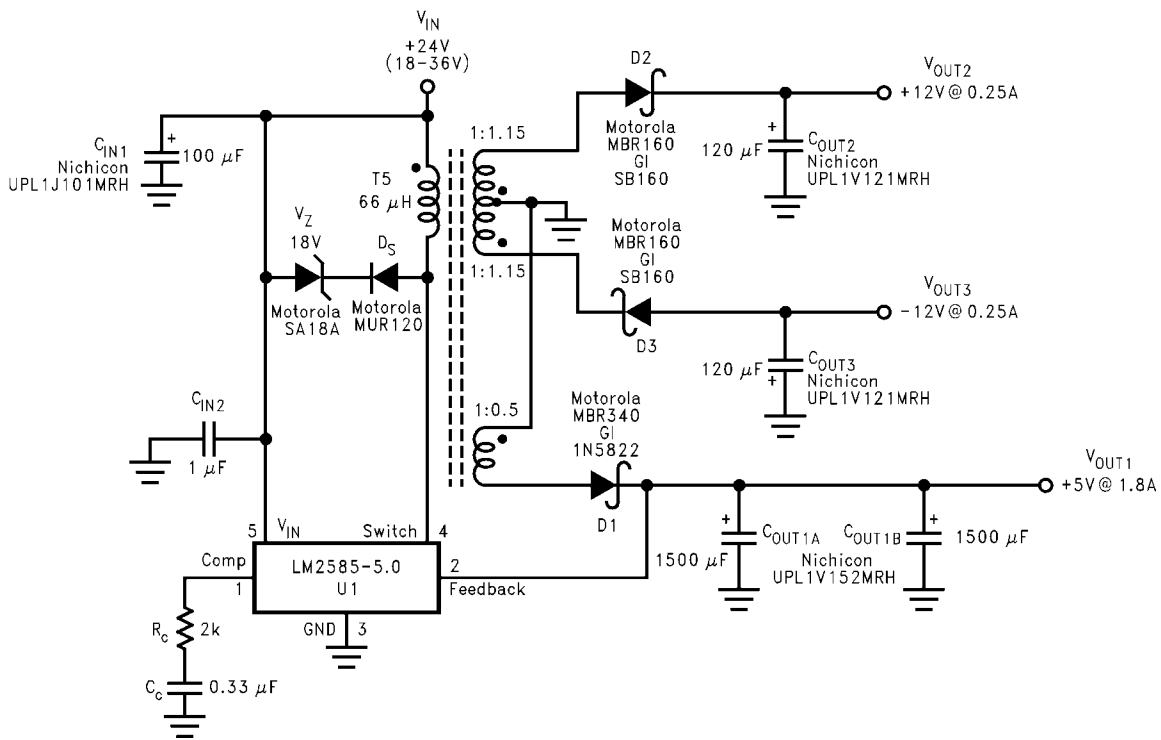 V_IN
+24V
(18-36V)
C_IN1
Nichicon
UPL1J101MRH
+
100 μF
T5
66 μH
1:1.15
1:1.15
V_Z
18V
Motorola
SA18A
D_S
Motorola
MUR120
D2
Motorola
MBR160
GI
SB160
V_OUT2
+12V@0.25A
+
120 μF
C_OUT2
Nichicon
UPL1V121MRH
Motorola
MBR160
GI
SB160
D3
V_OUT3
-12V@0.25A
120 μF
+
C_OUT3
Nichicon
UPL1V121MRH
C_IN2
1 μF
1:0.5
Motorola
MBR340
GI
1N5822
D1
V_OUT1
+5V@1.8A
+
1500 μF
C_OUT1A
C_OUT1B
Nichicon
UPL1V152MRH
+
1500 μF
5
V_IN
Switch
4
Comp
1
LM2585-5.0
U1
2
Feedback
GND
3
R_c
2k
C_c
0.33 μF